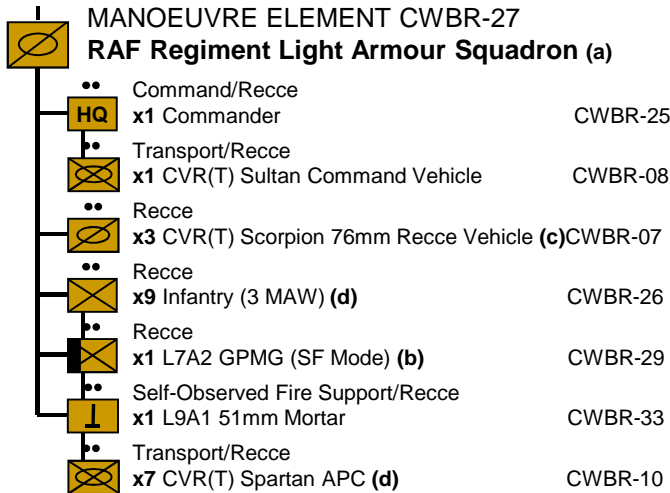 MANOEUVRE ELEMENT CWBR-27
RAF Regiment Light Armour Squadron (a)
Command/Recce
HQ x1 Commander CWBR-25
Transport/Recce
x1 CVR(T) Sultan Command Vehicle CWBR-08
Recce
x3 CVR(T) Scorpion 76mm Recce Vehicle (c)CWBR-07
Recce
x9 Infantry (3 MAW) (d) CWBR-26
Recce
x1 L7A2 GPMG (SF Mode) (b) CWBR-29
Self-Observed Fire Support/Recce
x1 L9A1 51mm Mortar CWBR-33
Transport/Recce
x7 CVR(T) Spartan APC (d) CWBR-10